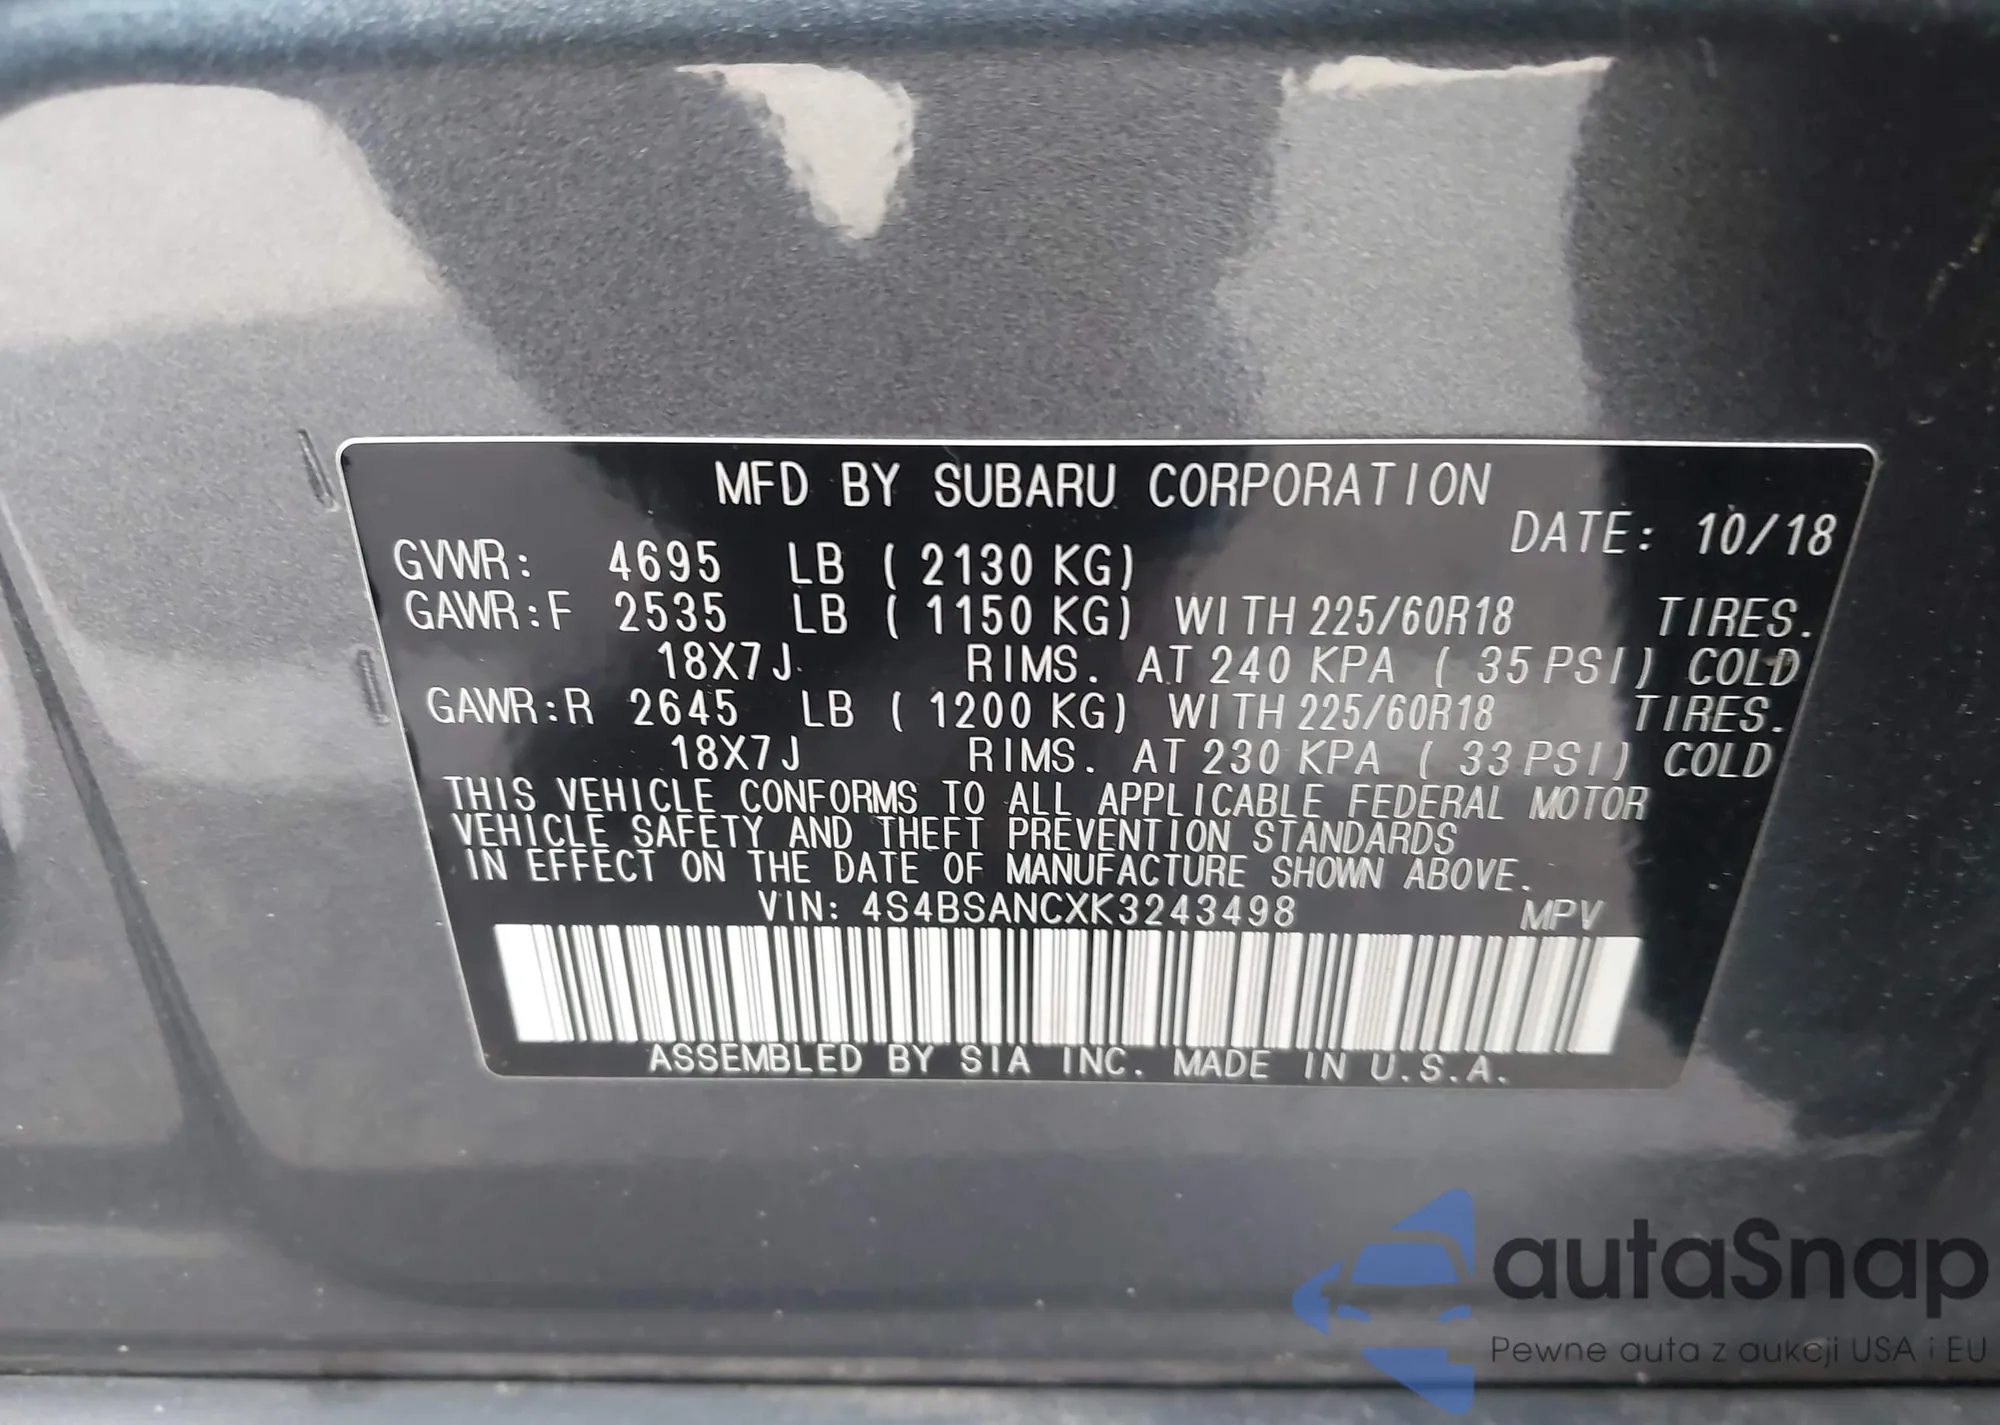 MFD BY SUBARU CORPORATION
DATE: 10/18
GVWR: 4695 LB ( 2130 KG)
GAWR:F 2535 LB ( 1150 KG) WITH 225/60R18 TIRES.
18X7J RIMS. AT 240 KPA ( 35 PSI) COLD
GAWR:R 2645 LB ( 1200 KG) WITH 225/60R18 TIRES.
18X7J RIMS. AT 230 KPA ( 33 PSI) COLD
THIS VEHICLE CONFORMS TO ALL APPLICABLE FEDERAL MOTOR
VEHICLE SAFETY AND THEFT PREVENTION STANDARDS
IN EFFECT ON THE DATE OF MANUFACTURE SHOWN ABOVE.
VIN: 4S4BSANCXK3243498 MPV
ASSEMBLED BY SIA INC. MADE IN U.S.A.
autaSnap
Pewne auta z aukcji USA i EU